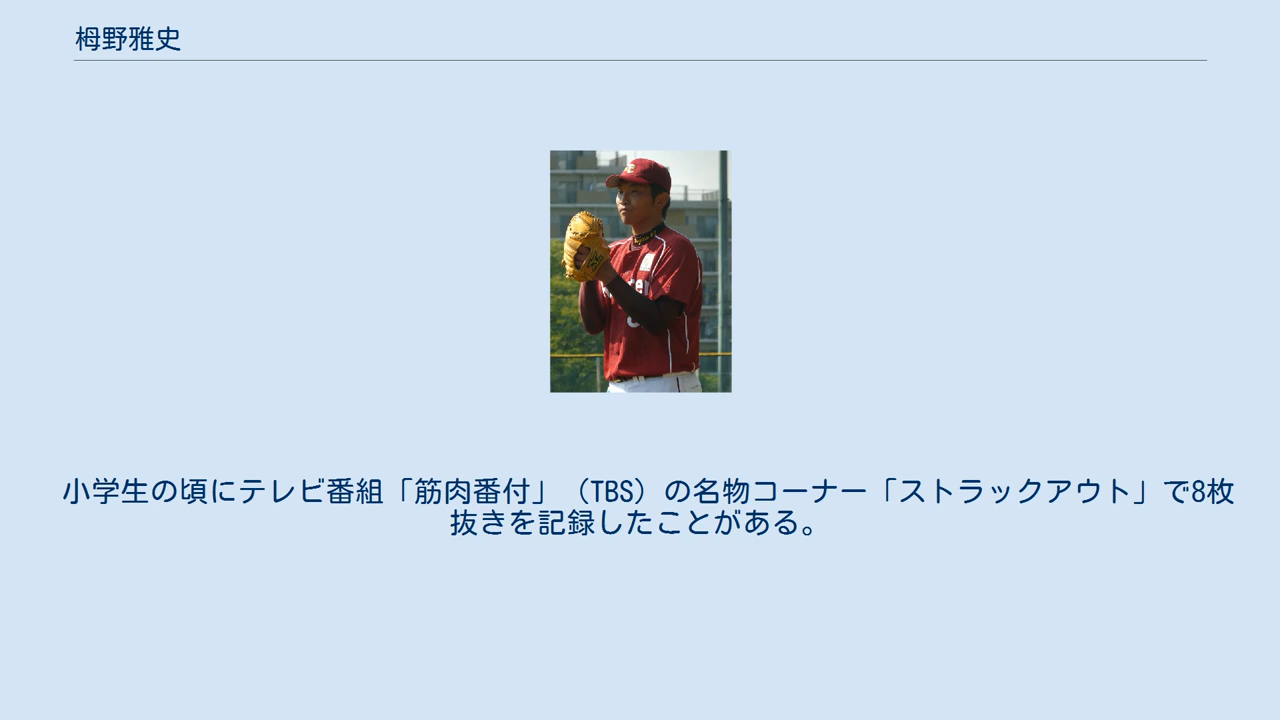 栂野雅史
小学生の頃にテレビ番組「筋肉番付」（TBS）の名物コーナー「ストラックアウト」で8枚
抜きを記録したことがある。